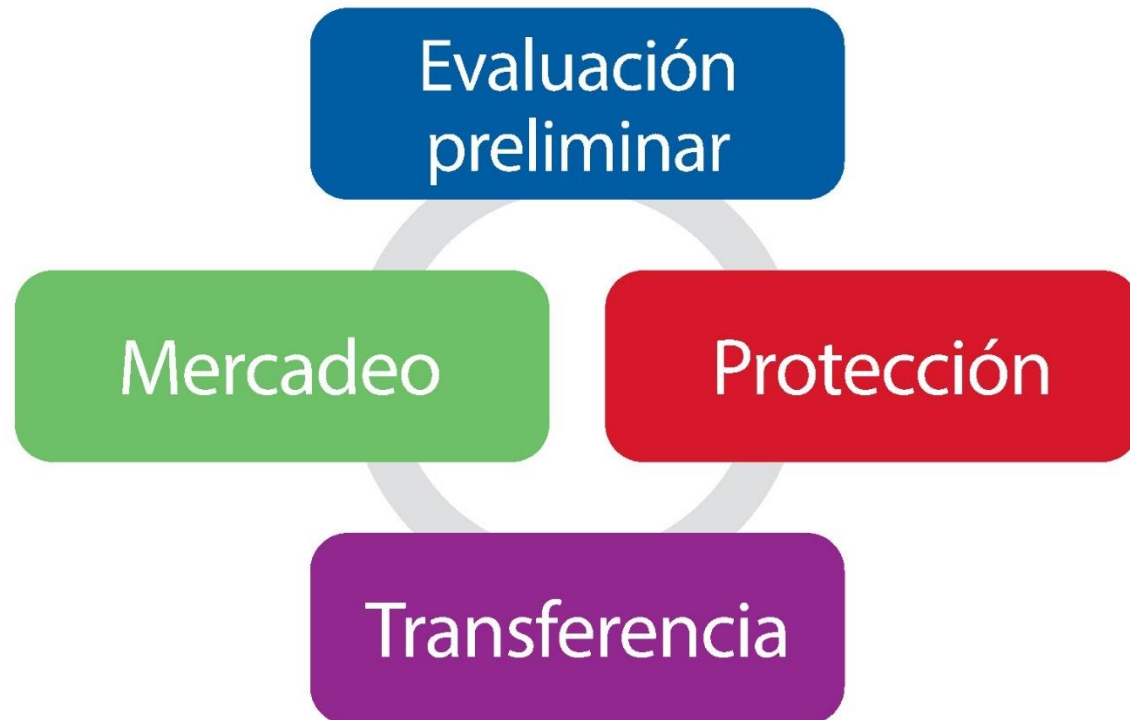 Evaluación
preliminar
Mercadeo
Protección
Transferencia